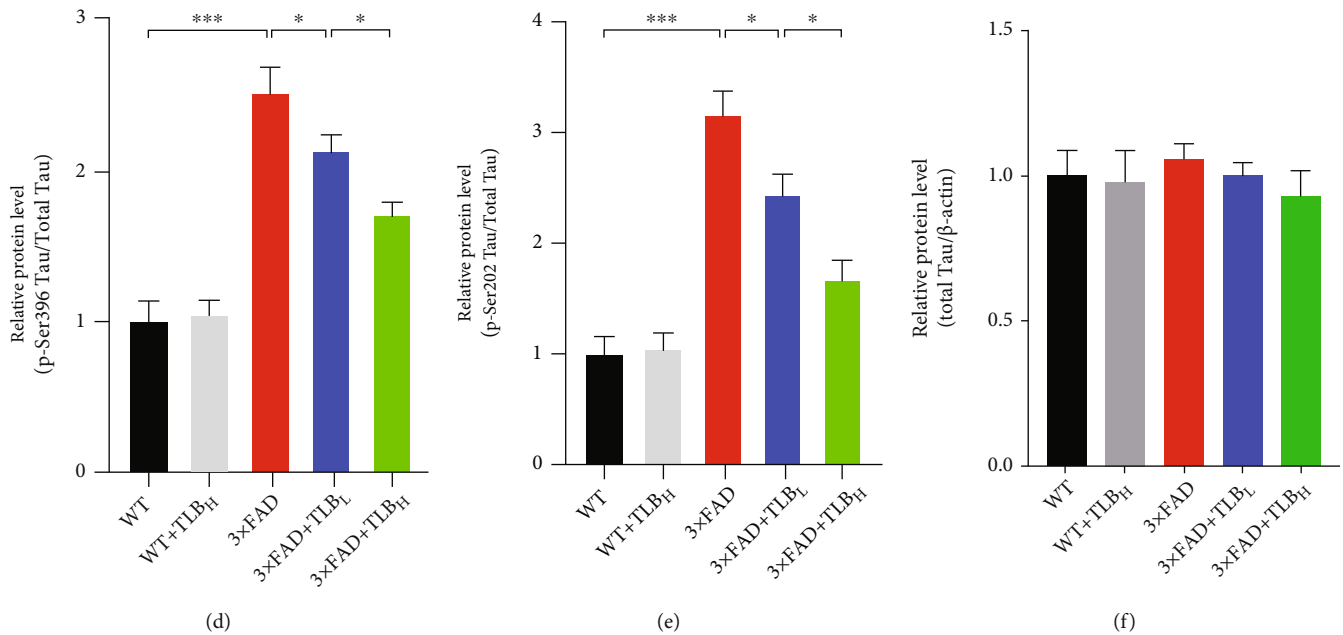 Relative protein level
(p-Ser396 Tau/Total Tau)
3
2
1
0
***
*
*
WT
WT+TLBH
3×FAD
3×FAD+TLBL
3×FAD+TLBH
(d)
Relative protein level
(p-Ser202 Tau/Total Tau)
4
3
2
1
0
***
*
*
WT
WT+TLBH
3×FAD
3×FAD+TLBL
3×FAD+TLBH
(e)
Relative protein level
(total Tau/β-actin)
1.5
1.0
0.5
0.0
WT
WT+TLBH
3×FAD
3×FAD+TLBL
3×FAD+TLBH
(f)